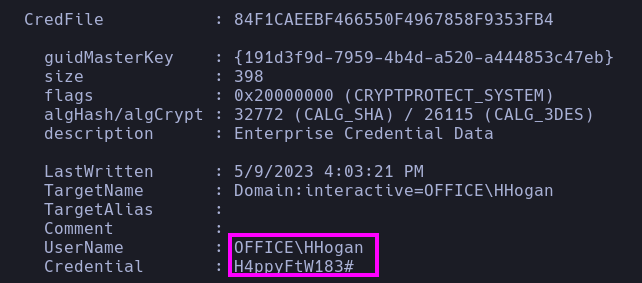 CredFile : 84F1CAEEBF466550F4967858F9353FB4
guidMasterKey : {191d3f9d-7959-4b4d-a520-a444853c47eb}
size : 398
flags : 0x20000000 (CRYPTPROTECT_SYSTEM)
algHash/algCrypt : 32772 (CALG_SHA) / 26115 (CALG_3DES)
description : Enterprise Credential Data
LastWritten : 5/9/2023 4:03:21 PM
TargetName : Domain:interactive=OFFICE\HHogan
TargetAlias :
Comment :
UserName : OFFICE\HHogan
Credential : H4ppyFtW183#